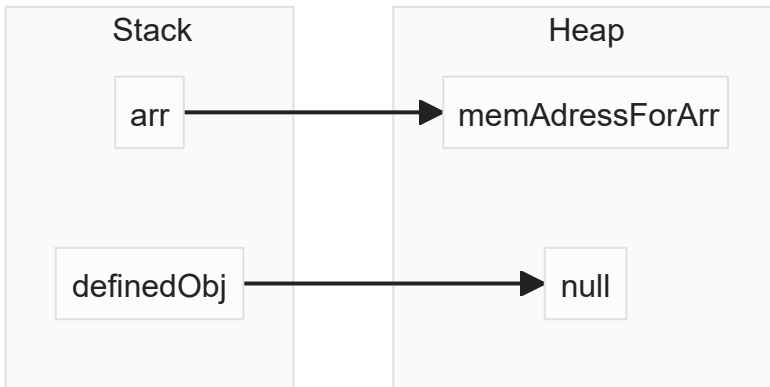 Stack
Heap
arr
memAdressForArr
definedObj
null